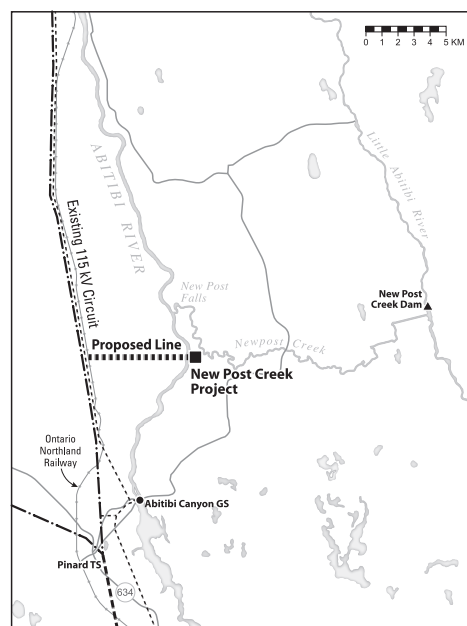 0 1 2 3 4 5 KM
ABITIBI RIVER
Little Abitibi River
Existing 115 kV Circuit
New Post
Falls
New Post
Creek Dam
Newpost Creek
Proposed Line
New Post Creek
Project
Ontario
Northland
Railway
Abitibi Canyon GS
Pinard TS
634